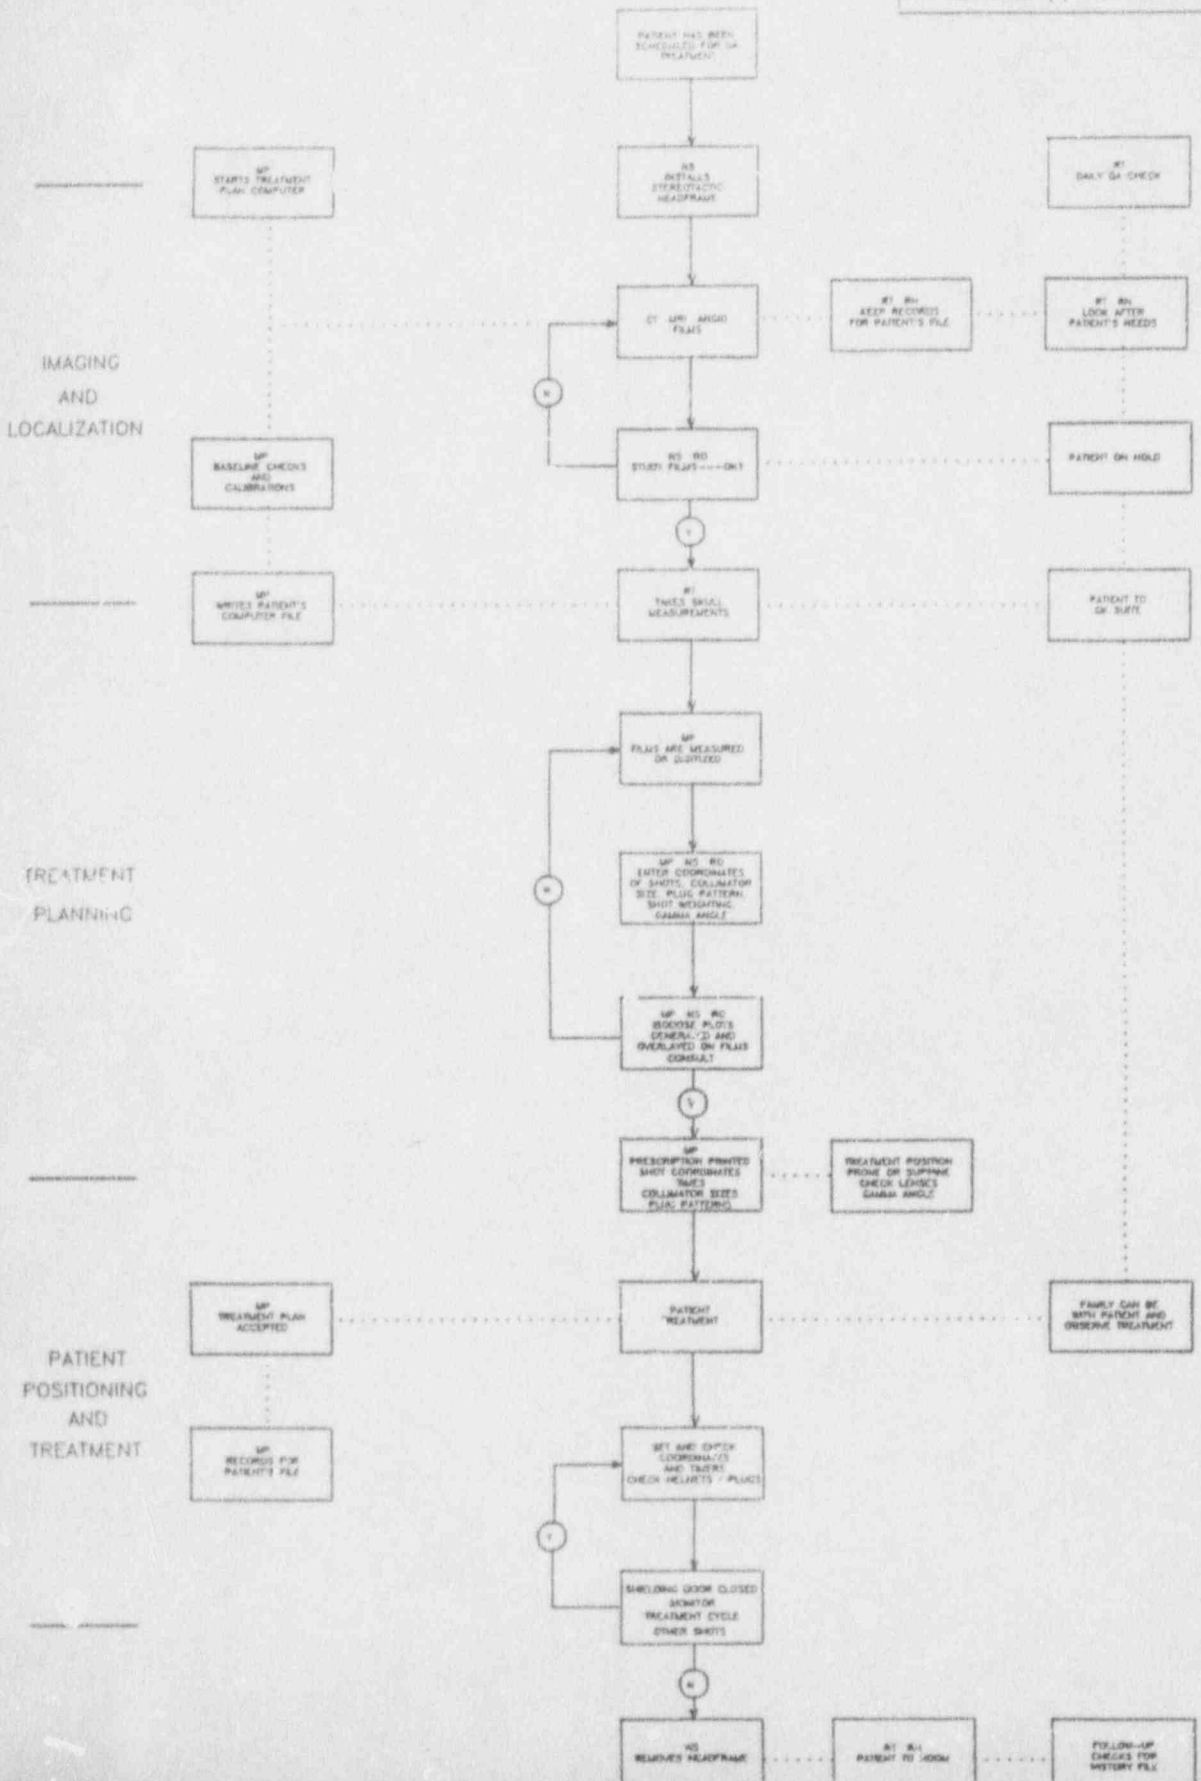 PATIENT HAS BEEN
SCHEDULED FOR
TREATMENT
MP
STARTS TREATMENT
PLAN COMPUTER
NS
INSTALLS
STEREOTACTIC
HEADFRAME
RT
DAILY QA CHECK
CT MRI ANGIO
FILMS
RT RN
KEEP RECORDS
FOR PATIENT'S FILE
RT RN
LOOK AFTER
PATIENT'S NEEDS
IMAGING
AND
LOCALIZATION
N
MP
BASELINE CHECKS
AND
CALIBRATIONS
NS RO
STUDY FILMS---OK?
PATIENT ON HOLD
Y
MP
WRITES PATIENT'S
COMPUTER FILE
RT
TAKES SKULL
MEASUREMENTS
PATIENT TO
GK SUITE
MP
FILMS ARE MEASURED
OR DIGITIZED
TREATMENT
PLANNING
N
MP NS RO
ENTER COORDINATES
OF SHOTS, COLLIMATOR
SIZE, PLUG PATTERN,
SHOT WEIGHTING,
GAMMA ANGLE
MP NS RO
ISODOSE PLOTS
GENERATED AND
OVERLAYED ON FILMS
CONSULT
Y
MP
PRESCRIPTION PRINTED
SHOT COORDINATES
TIMES
COLLIMATOR SIZES
PLUG PATTERNS
TREATMENT POSITION
PRONE OR SUPPINE
CHECK LENSES
GAMMA ANGLE
MP
TREATMENT PLAN
ACCEPTED
PATIENT
TREATMENT
FAMILY CAN BE
WITH PATIENT AND
OBSERVE TREATMENT
PATIENT
POSITIONING
AND
TREATMENT
MP
RECORDS FOR
PATIENT'S FILE
SET AND CHECK
COORDINATES
AND TIMERS
CHECK HELMETS / PLUGS
Y
SHIELDING DOOR CLOSED
MONITOR
TREATMENT CYCLE
OTHER SHOTS
N
NS
REMOVES HEADFRAME
RT RN
PATIENT TO ROOM
FOLLOW-UP
CHECKS FOR
HISTORY FILE